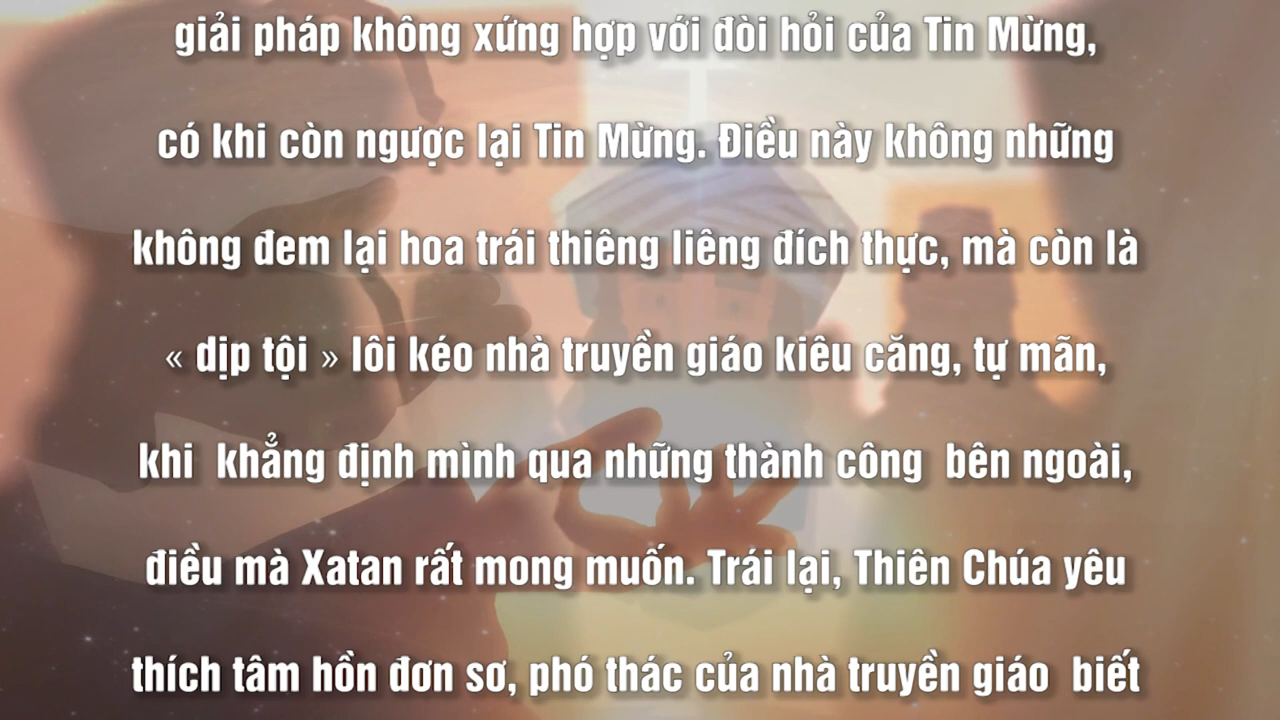 giải pháp không xứng hợp với đòi hỏi của Tin Mừng,
có khi còn ngược lại Tin Mừng. Điều này không những
không đem lại hoa trái thiêng liêng đích thực, mà còn là
« dịp tội » lôi kéo nhà truyền giáo kiêu căng, tự mãn,
khi  khẳng định mình qua những thành công  bên ngoài,
điều mà Xatan rất mong muốn. Trái lại, Thiên Chúa yêu
thích tâm hồn đơn sơ, phó thác của nhà truyền giáo  biết